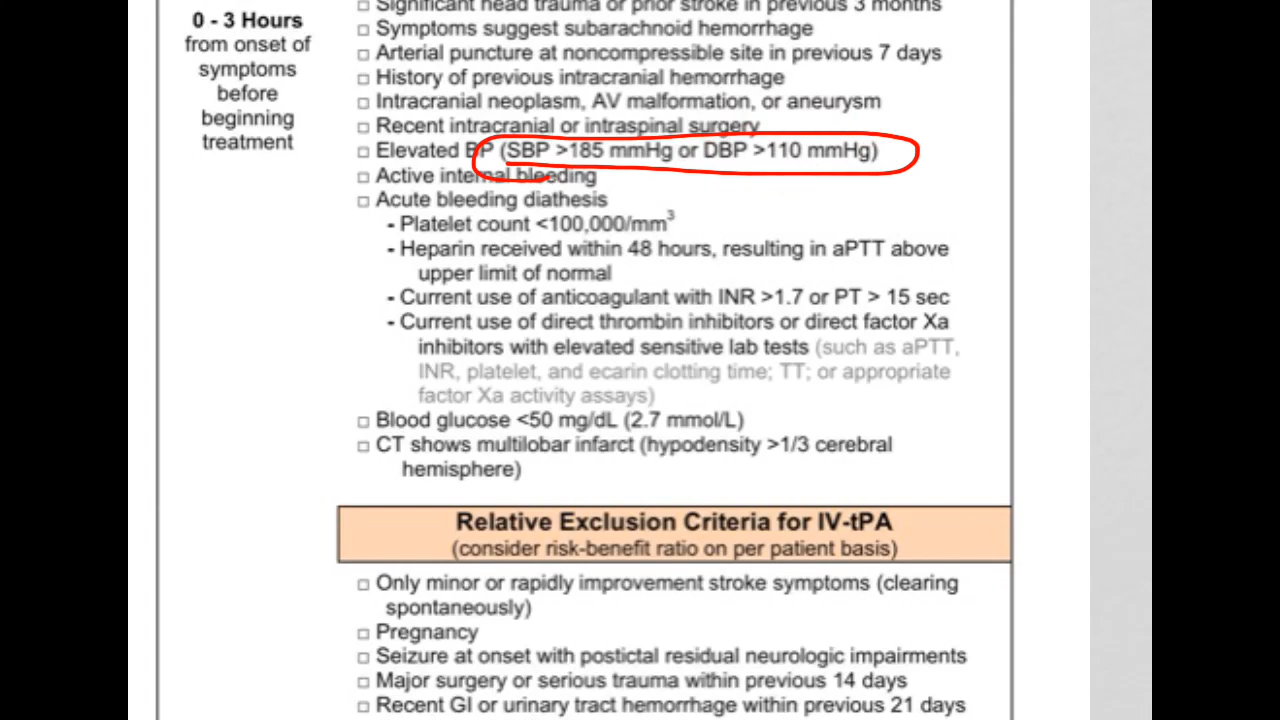 0 - 3 Hours
from onset of
symptoms
before
beginning
treatment
□ Significant head trauma or prior stroke in previous 3 months
□ Symptoms suggest subarachnoid hemorrhage
□ Arterial puncture at noncompressible site in previous 7 days
□ History of previous intracranial hemorrhage
□ Intracranial neoplasm, AV malformation, or aneurysm
□ Recent intracranial or intraspinal surgery
□ Elevated BP (SBP >185 mmHg or DBP >110 mmHg)
□ Active internal bleeding
□ Acute bleeding diathesis
- Platelet count <100,000/mm³
- Heparin received within 48 hours, resulting in aPTT above
upper limit of normal
- Current use of anticoagulant with INR >1.7 or PT > 15 sec
- Current use of direct thrombin inhibitors or direct factor Xa
inhibitors with elevated sensitive lab tests (such as aPTT,
INR, platelet, and ecarin clotting time; TT; or appropriate
factor Xa activity assays)
□ Blood glucose <50 mg/dL (2.7 mmol/L)
□ CT shows multilobar infarct (hypodensity >1/3 cerebral
hemisphere)
Relative Exclusion Criteria for IV-tPA
(consider risk-benefit ratio on per patient basis)
□ Only minor or rapidly improvement stroke symptoms (clearing
spontaneously)
□ Pregnancy
□ Seizure at onset with postictal residual neurologic impairments
□ Major surgery or serious trauma within previous 14 days
□ Recent GI or urinary tract hemorrhage within previous 21 days